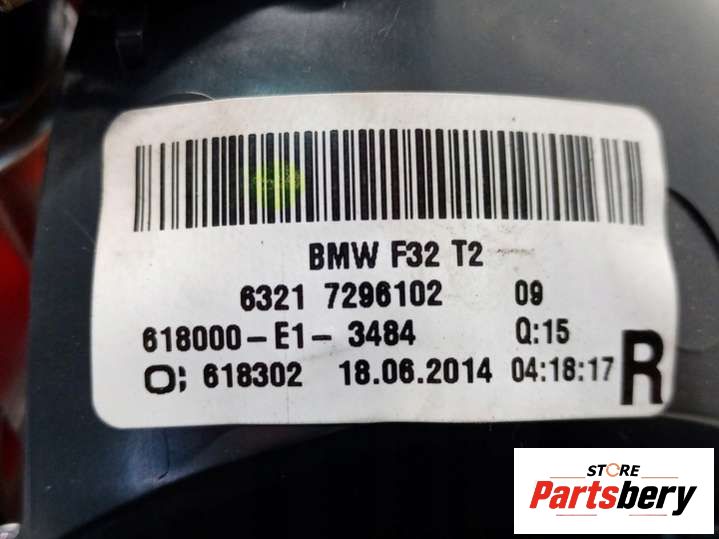 BMW F32 T2
6321 7296102 09
618000-E1-3484 Q:15
O; 618302 18.06.2014 04:18:17 R
STORE
Partsbery